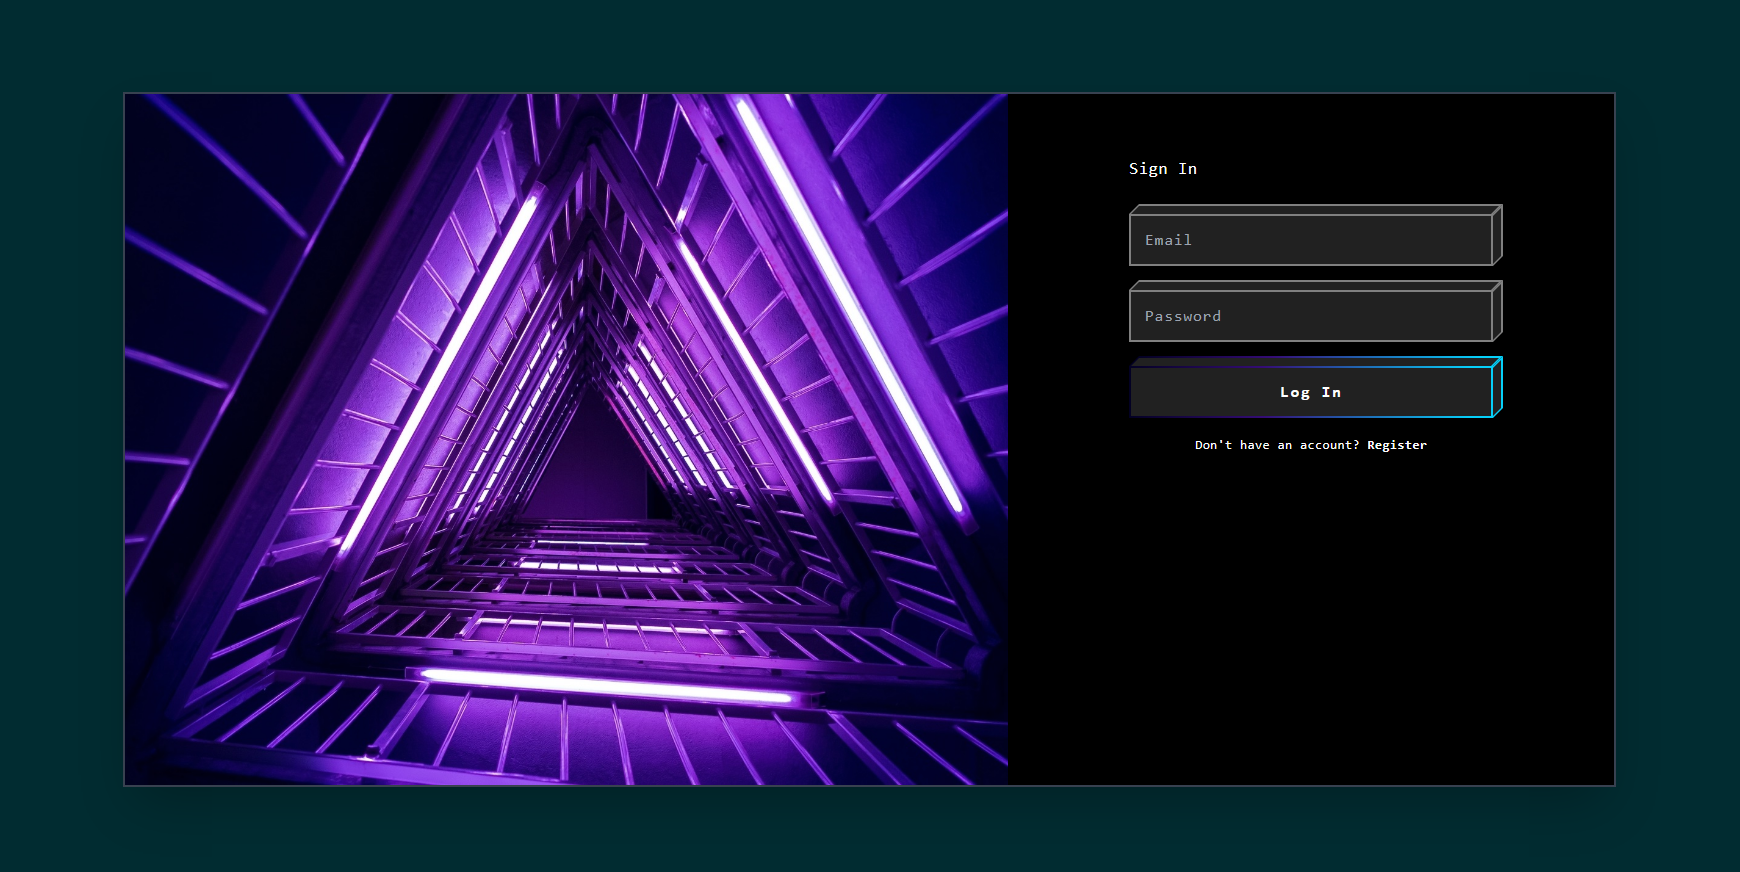 Sign In
Email
Password
Log In
Don't have an account? Register